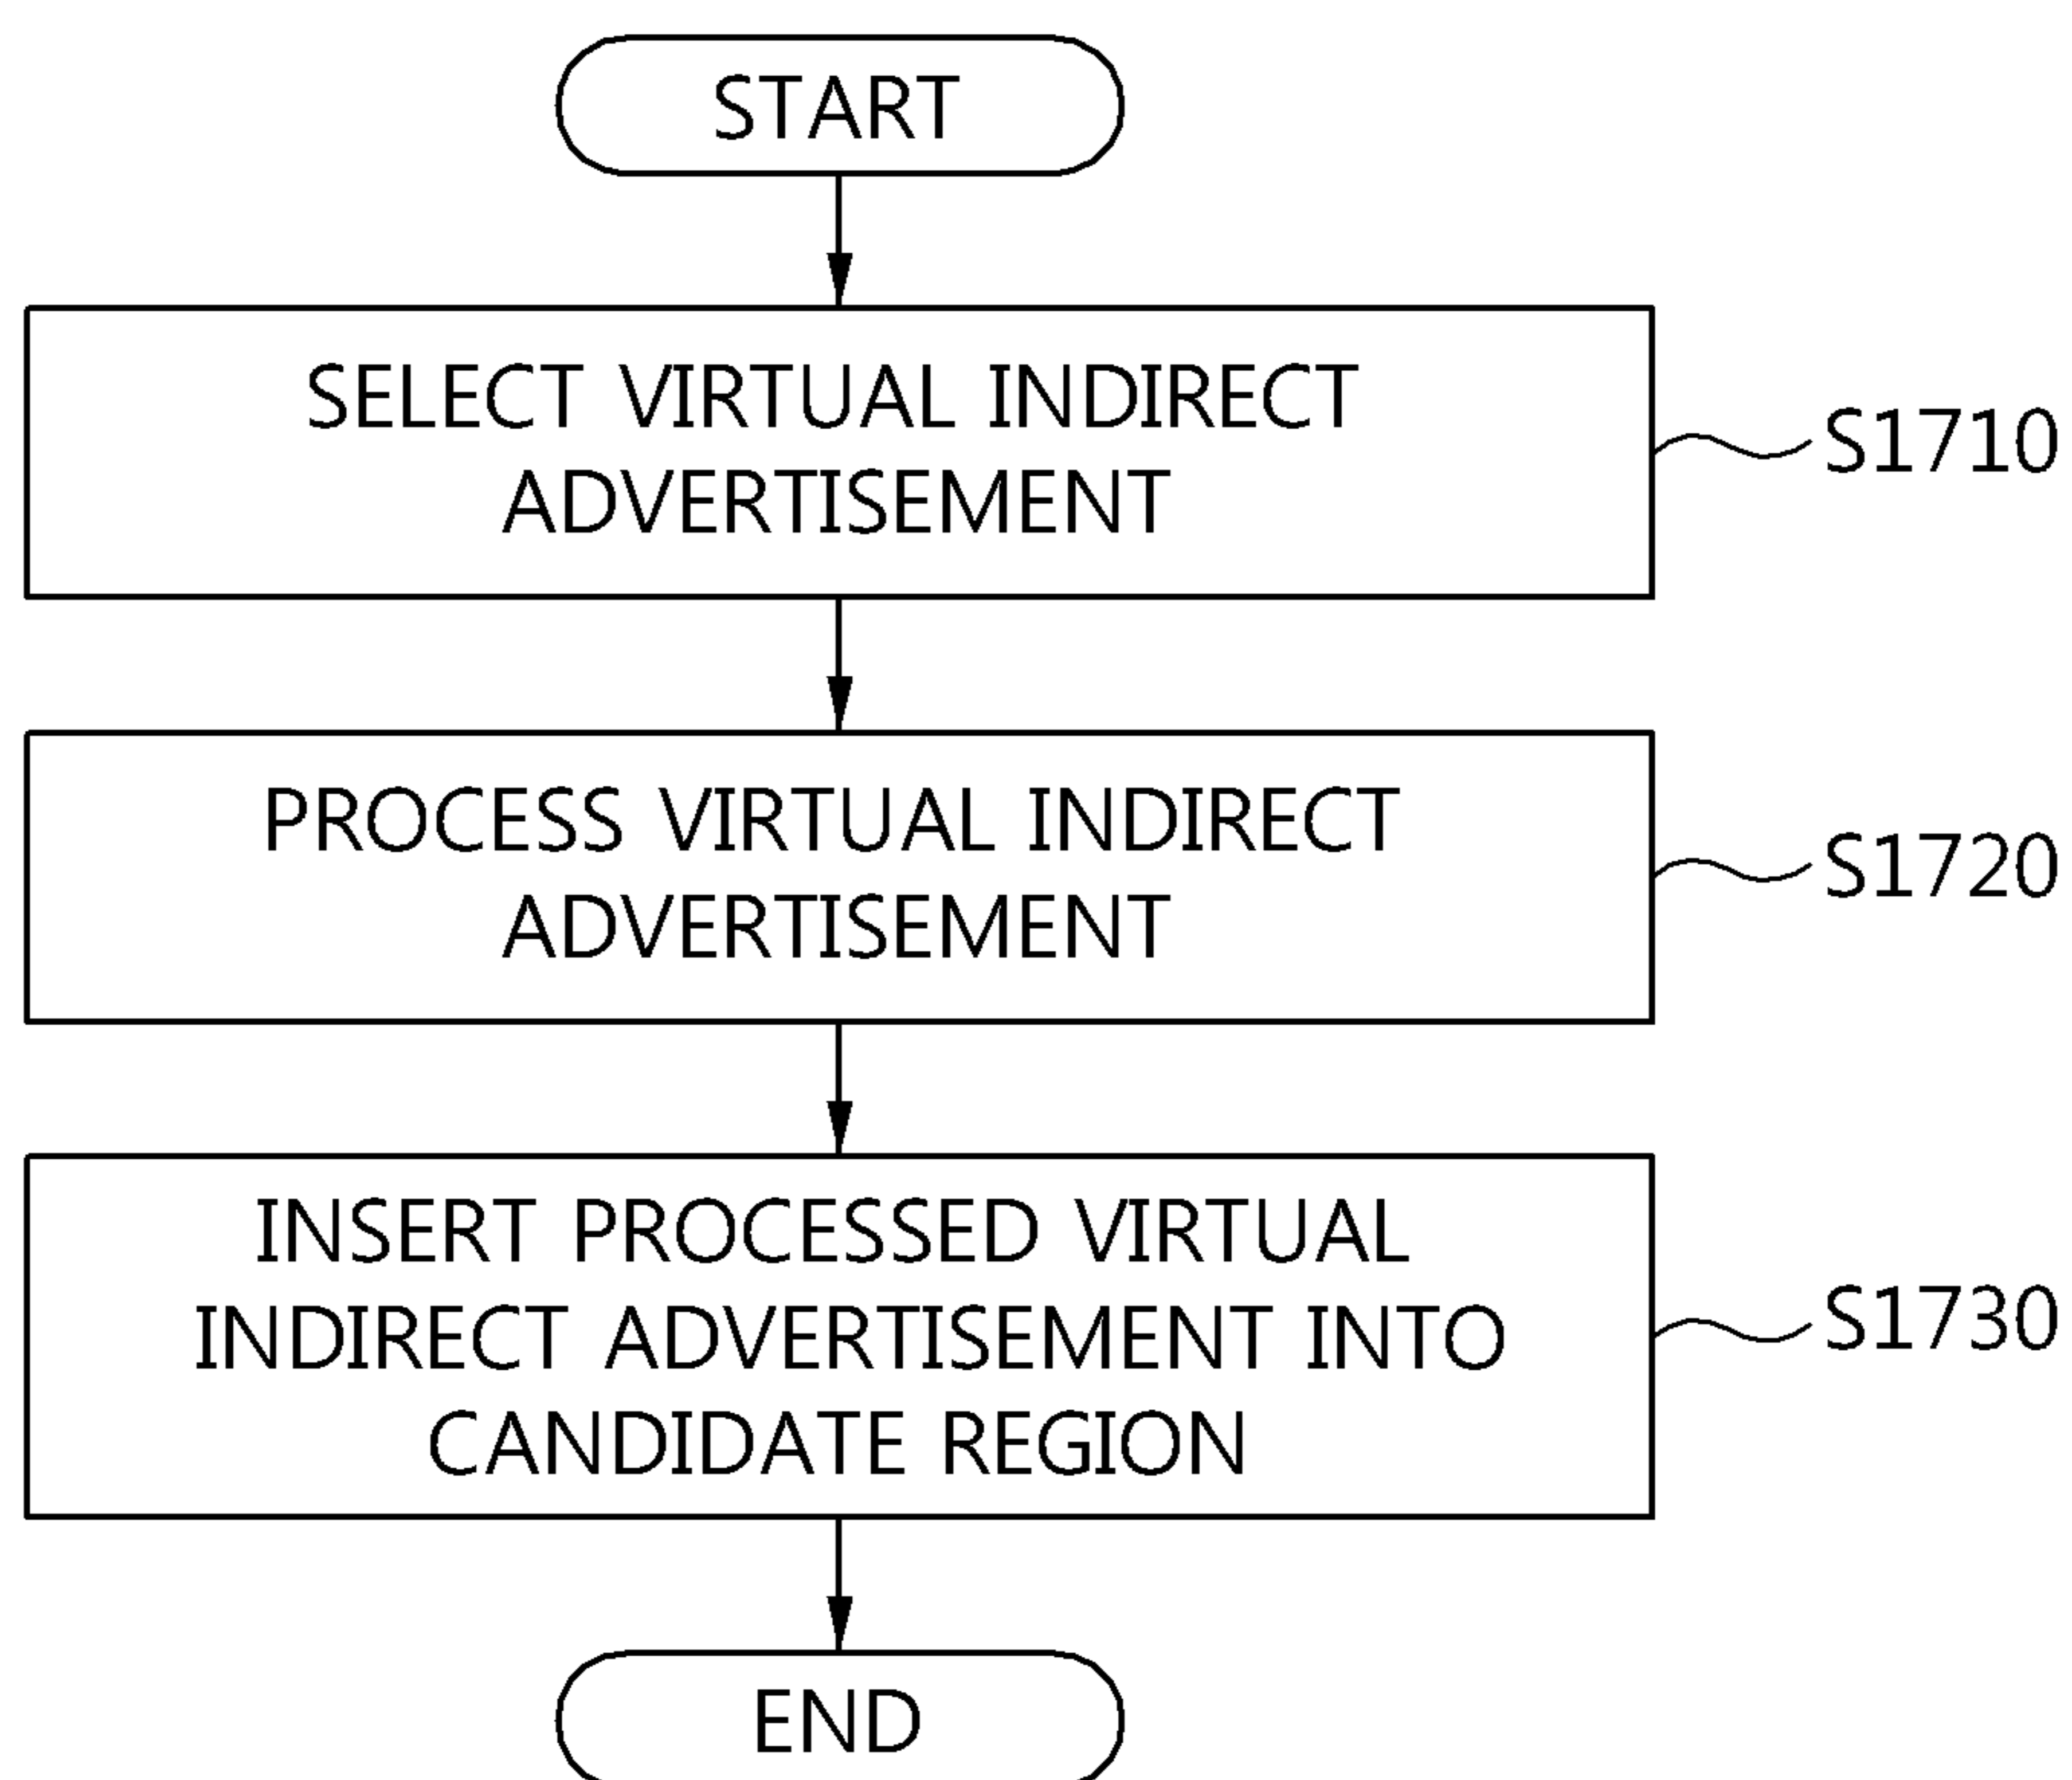 START
SELECT VIRTUAL INDIRECT
ADVERTISEMENT
S1710
PROCESS VIRTUAL INDIRECT
ADVERTISEMENT
S1720
INSERT PROCESSED VIRTUAL
INDIRECT ADVERTISEMENT INTO
CANDIDATE REGION
S1730
END